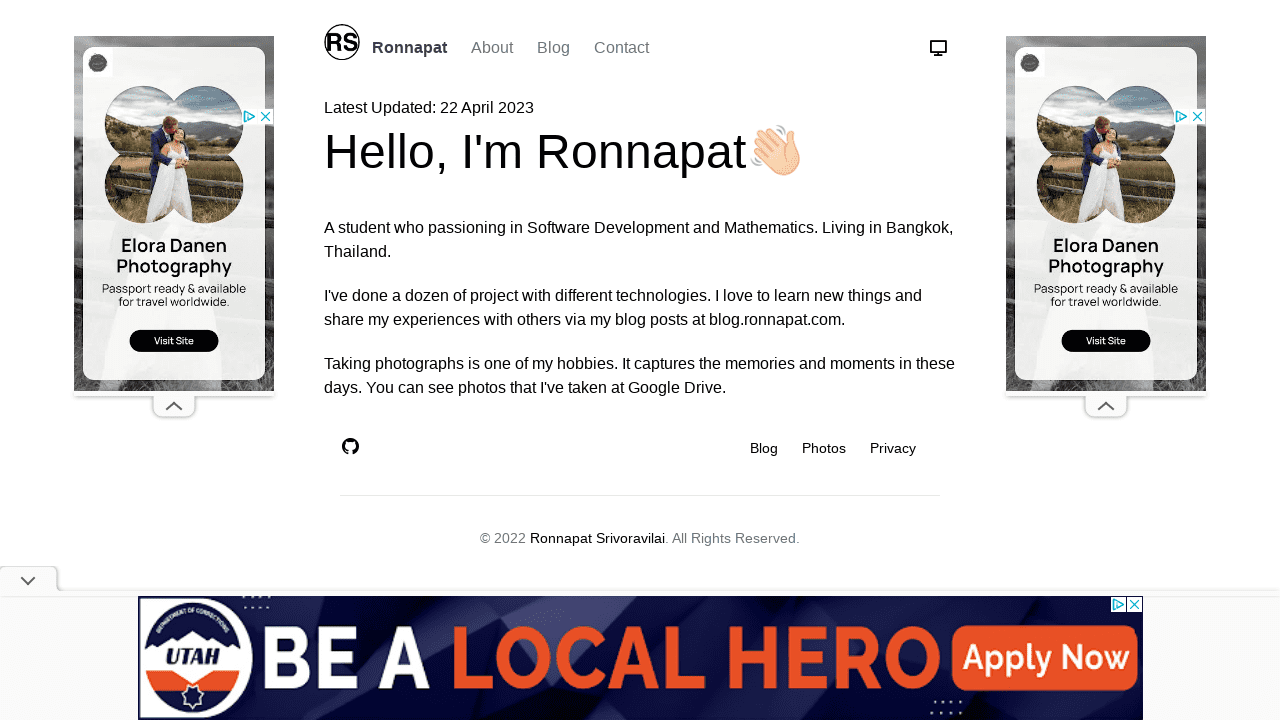 RS
Ronnapat About Blog Contact
Latest Updated: 22 April 2023
Hello, I'm Ronnapat👋🏻
A student who passioning in Software Development and Mathematics. Living in Bangkok,
Thailand.
I've done a dozen of project with different technologies. I love to learn new things and
share my experiences with others via my blog posts at blog.ronnapat.com.
Taking photographs is one of my hobbies. It captures the memories and moments in these
days. You can see photos that I've taken at Google Drive.
Blog Photos Privacy
© 2022 Ronnapat Srivoravilai. All Rights Reserved.
Elora Danen
Photography
Passport ready & available
for travel worldwide.
Visit Site
Elora Danen
Photography
Passport ready & available
for travel worldwide.
Visit Site
DEPARTMENT OF CORRECTIONS
UTAH
BE A LOCAL HERO
Apply Now